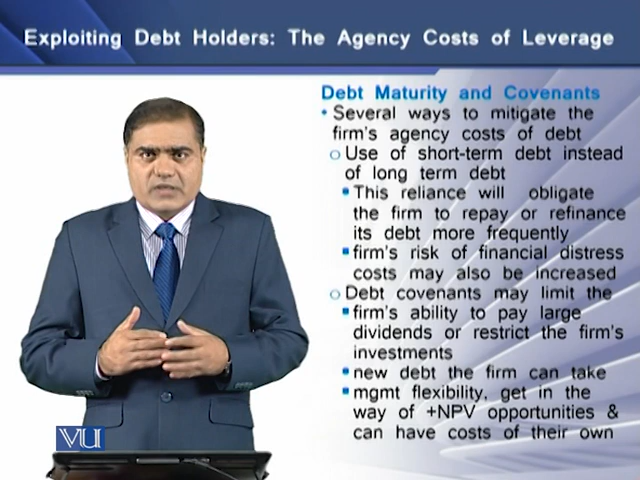 Exploiting Debt Holders: The Agency Costs of Leverage
Debt Maturity and Covenants
• Several ways to mitigate the
firm's agency costs of debt
o Use of short-term debt instead
of long term debt
▪ This reliance will obligate
the firm to repay or refinance
its debt more frequently
▪ firm's risk of financial distress
costs may also be increased
o Debt covenants may limit the
▪ firm's ability to pay large
dividends or restrict the firm's
investments
▪ new debt the firm can take
▪ mgmt flexibility, get in the
way of +NPV opportunities &
can have costs of their own
VU